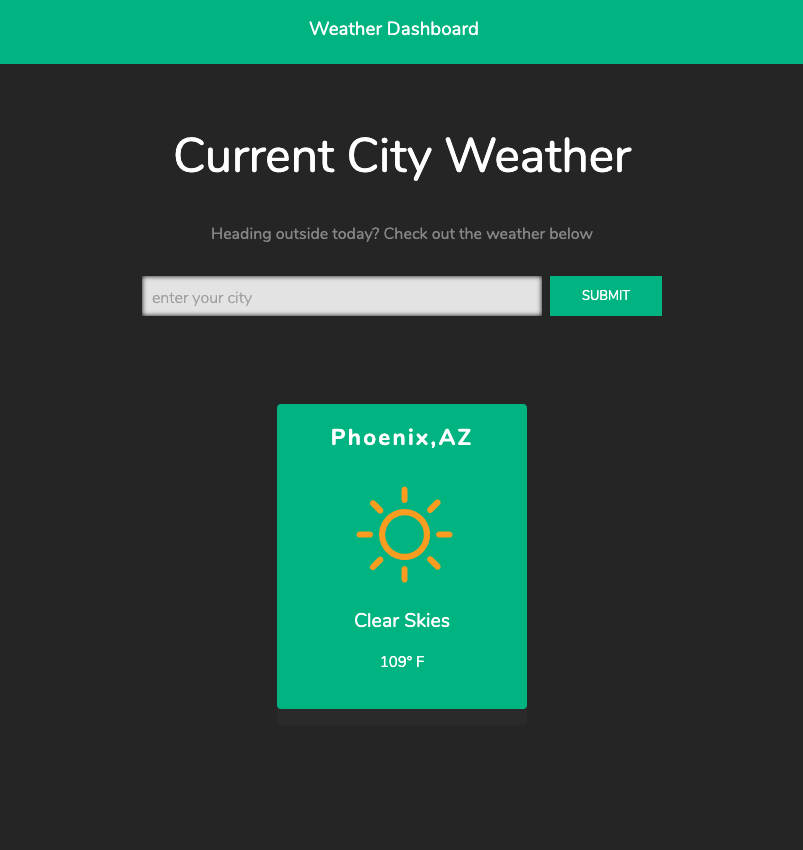 Weather Dashboard
Current City Weather
Heading outside today? Check out the weather below
enter your city
SUBMIT
Phoenix,AZ
Clear Skies
109° F